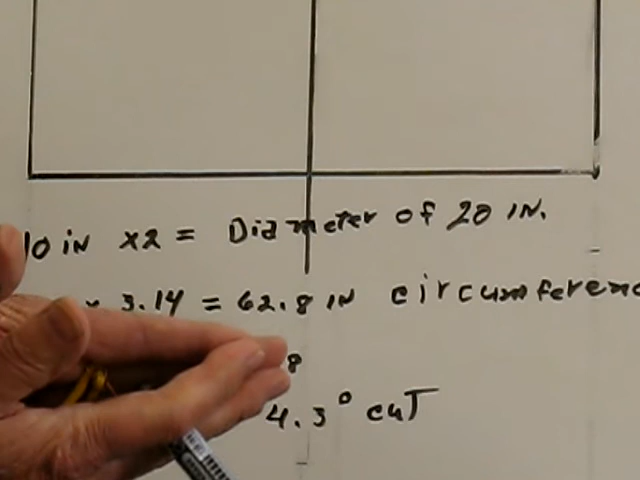 10 in x2 = Diameter of 20 IN.
x 3.14 = 62.8 IN circumferenc
8
4.3° cuT